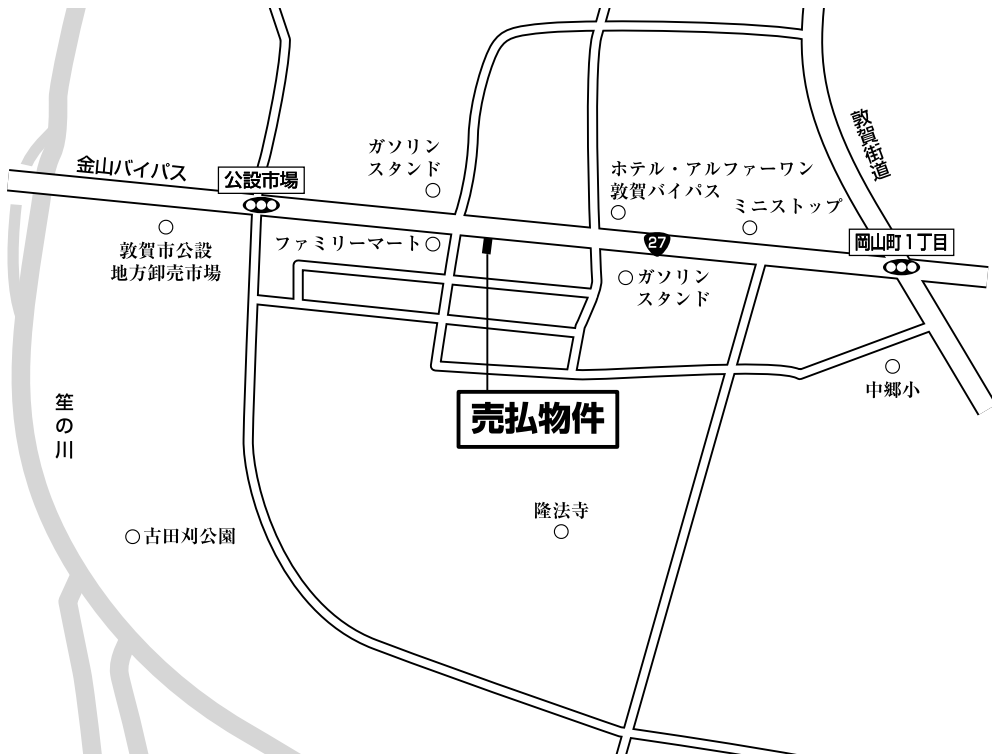 敦賀街道
ガソリン
スタンド
金山バイパス
公設市場
ホテル・アルファーワン
敦賀バイパス
ミニストップ
敦賀市公設
地方卸売市場
ファミリーマート
27
岡山町1丁目
ガソリン
スタンド
中郷小
笙の川
売払物件
隆法寺
古田刈公園